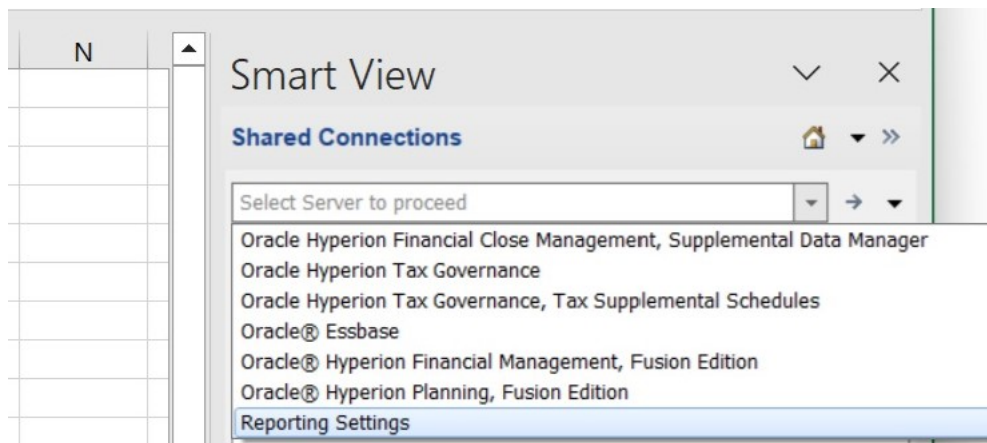 N
Smart View
Shared Connections
Select Server to proceed
Oracle Hyperion Financial Close Management, Supplemental Data Manager
Oracle Hyperion Tax Governance
Oracle Hyperion Tax Governance, Tax Supplemental Schedules
Oracle® Essbase
Oracle® Hyperion Financial Management, Fusion Edition
Oracle® Hyperion Planning, Fusion Edition
Reporting Settings